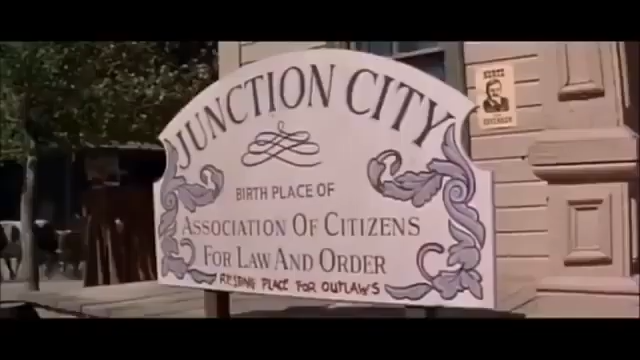 JUNCTION CITY
BIRTH PLACE OF
ASSOCIATION OF CITIZENS
FOR LAW AND ORDER
RESTING PLACE FOR OUTLAWS